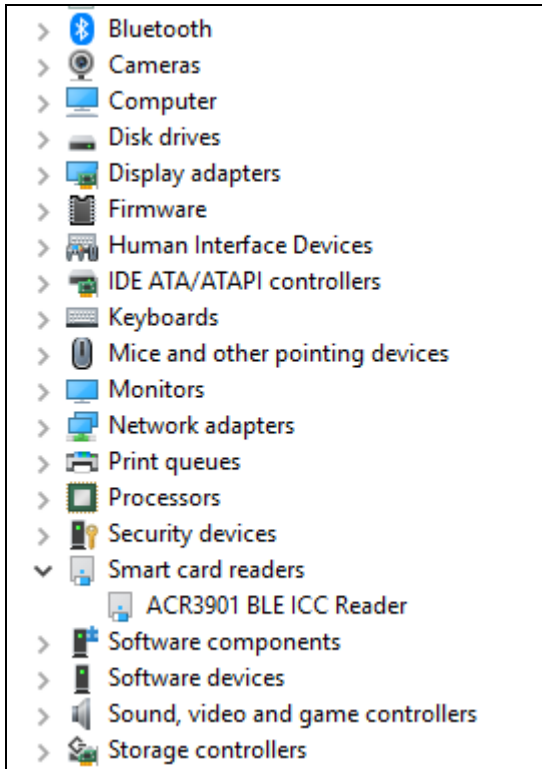 Bluetooth
Cameras
Computer
Disk drives
Display adapters
Firmware
Human Interface Devices
IDE ATA/ATAPI controllers
Keyboards
Mice and other pointing devices
Monitors
Network adapters
Print queues
Processors
Security devices
Smart card readers
ACR3901 BLE ICC Reader
Software components
Software devices
Sound, video and game controllers
Storage controllers